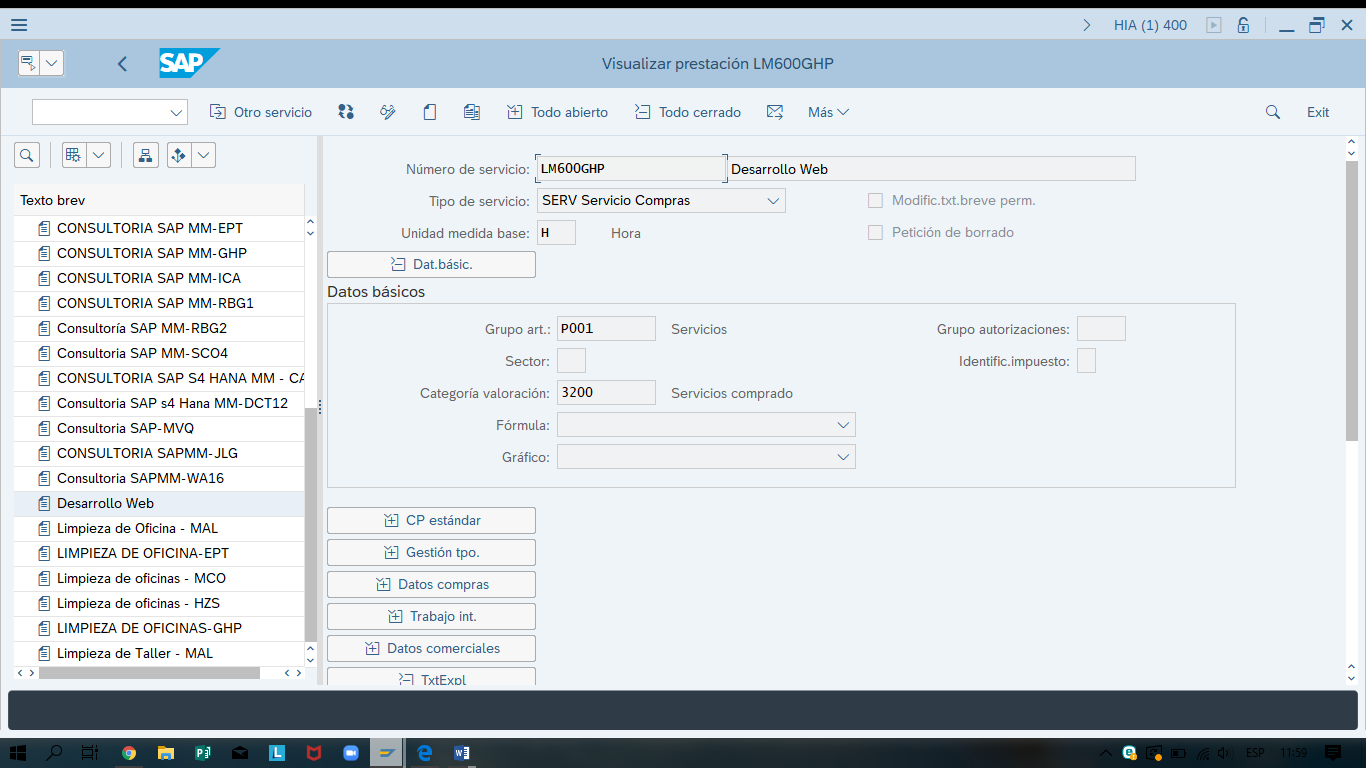 HIA (1) 400
SAP
Visualizar prestación LM600GHP
Otro servicio
Todo abierto
Todo cerrado
Más
Exit
Número de servicio: LM600GHP Desarrollo Web
Tipo de servicio: SERV Servicio Compras
Modific.txt.breve perm.
Unidad medida base: H Hora
Petición de borrado
Dat.básic.
Datos básicos
Grupo art.: P001 Servicios
Grupo autorizaciones:
Sector:
Identific.impuesto:
Categoría valoración: 3200 Servicios comprado
Fórmula:
Gráfico:
CP estándar
Gestión tpo.
Datos compras
Trabajo int.
Datos comerciales
TxtExpl
Texto brev
CONSULTORIA SAP MM-EPT
CONSULTORIA SAP MM-GHP
CONSULTORIA SAP MM-ICA
CONSULTORIA SAP MM-RBG1
Consultoría SAP MM-RBG2
Consultoria SAP MM-SCO4
CONSULTORIA SAP S4 HANA MM - CA
Consultoria SAP s4 Hana MM-DCT12
Consultoria SAP-MVQ
CONSULTORIA SAPMM-JLG
Consultoria SAPMM-WA16
Desarrollo Web
Limpieza de Oficina - MAL
LIMPIEZA DE OFICINA-EPT
Limpieza de oficinas - MCO
Limpieza de oficinas - HZS
LIMPIEZA DE OFICINAS-GHP
Limpieza de Taller - MAL
ESP
11:59